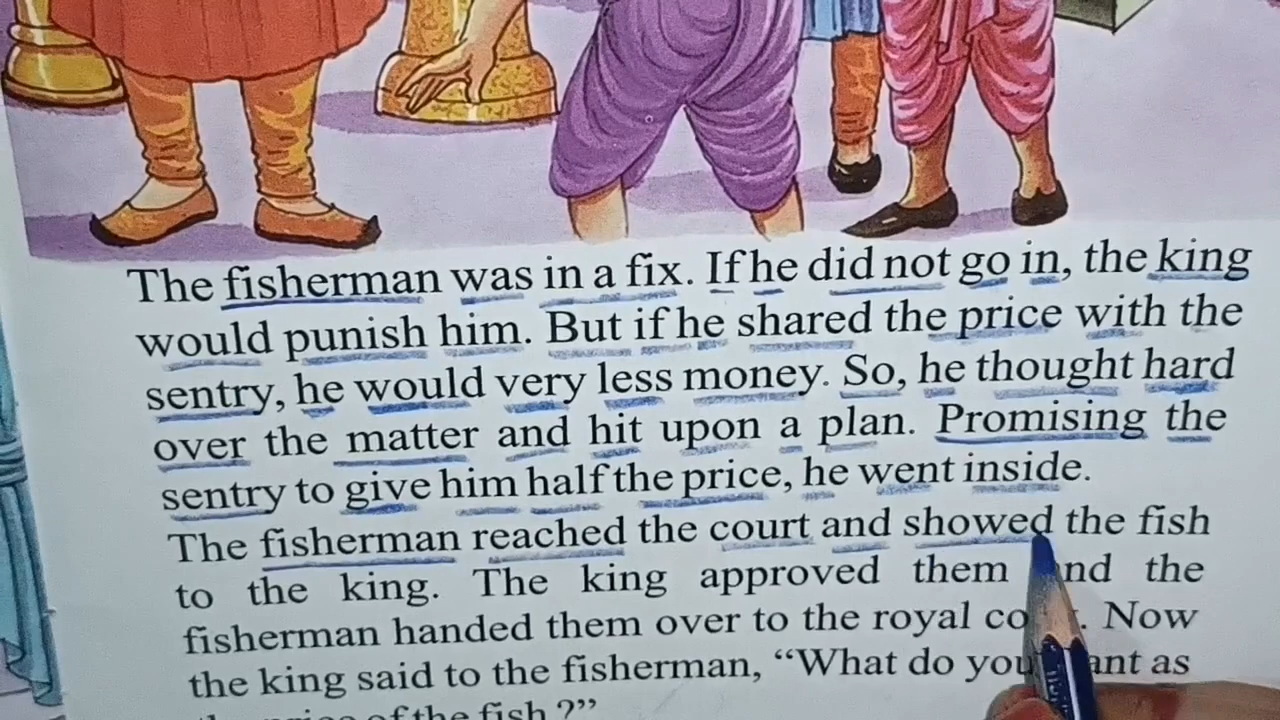 The fisherman was in a fix. If he did not go in, the king
would punish him. But if he shared the price with the
sentry, he would very less money. So, he thought hard
over the matter and hit upon a plan. Promising the
sentry to give him half the price, he went inside.
The fisherman reached the court and showed the fish
to the king. The king approved them and the
fisherman handed them over to the royal . Now
the king said to the fisherman, “What do you as
of the fish ?”